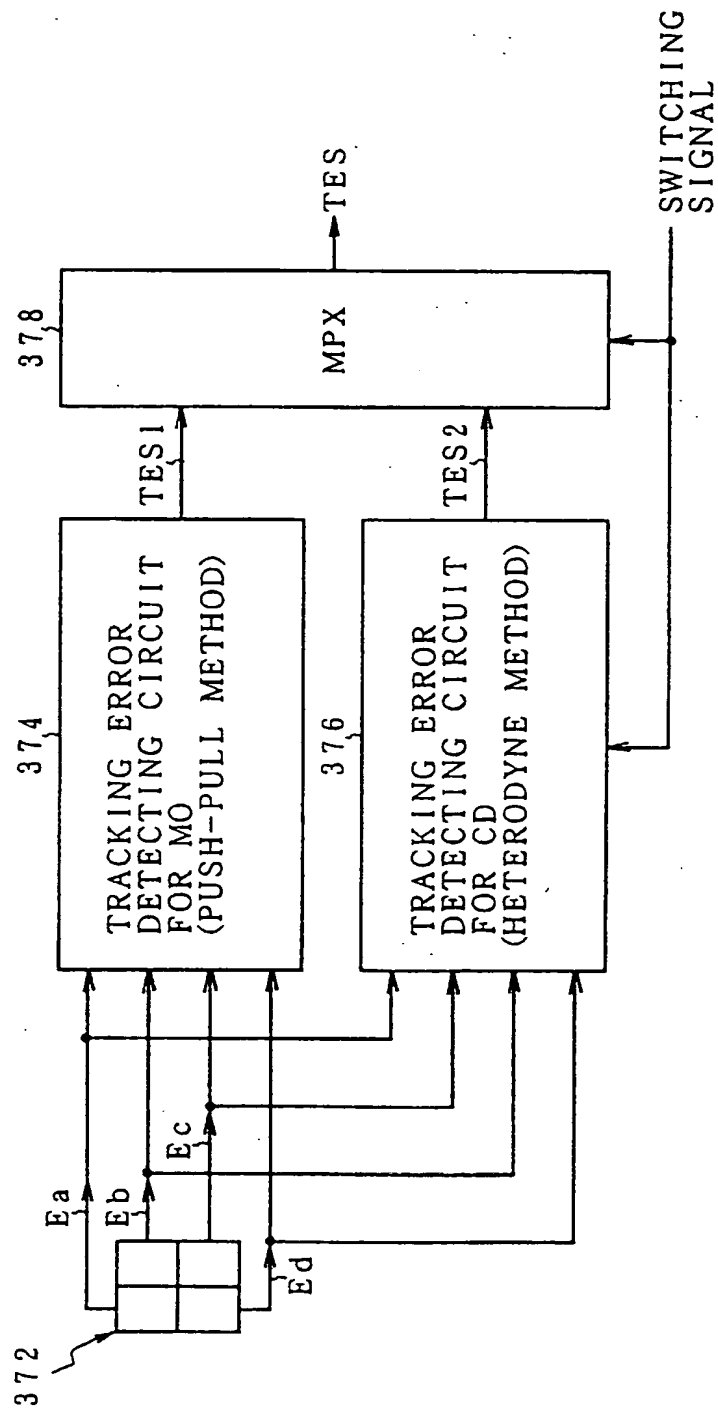 372
Ea
Eb
Ec
Ed
374
TRACKING ERROR
DETECTING CIRCUIT
FOR MO
(PUSH-PULL METHOD)
376
TRACKING ERROR
DETECTING CIRCUIT
FOR CD
(HETERODYNE METHOD)
TES1
TES2
378
MPX
TES
SWITCHING
SIGNAL